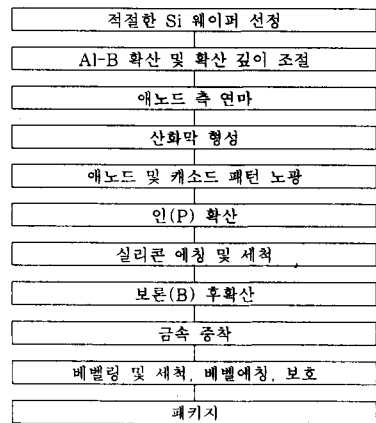 적절한 Si 웨이퍼 선정
Al-B 확산 및 확산 깊이 조절
애노드 측 연마
산화막 형성
애노드 및 캐소드 패턴 노광
인(P) 확산
실리콘 에칭 및 세척
보론(B) 후확산
금속 증착
베벨링 및 세척, 베벨에칭, 보호
패키지